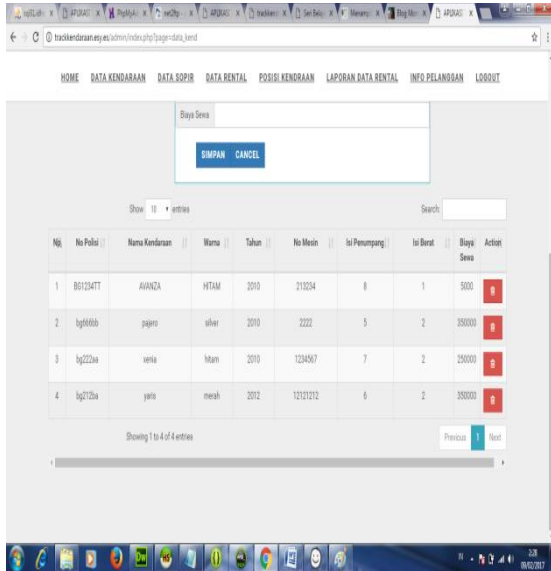 trackkendaraan.esy.es/admin/index.php?page=data_kend
HOME DATA KENDARAAN DATA SOPIR DATA RENTAL POSISI KENDRAAN LAPORAN DATA RENTAL INFO PELANGGAN LOGOUT
Biaya Sewa
SIMPAN CANCEL
Show 10 entries Search:
No Polisi Nama Kendaraan Warna Tahun No Mesin Isi Penumpang Isi Berat Biaya Sewa Action
1 BG1234TT AVANZA HITAM 2010 213234 8 1 5000
2 bg666bb pajero silver 2010 2222 5 2 350000
3 bg222aa xenia hitam 2010 1234567 7 2 250000
4 bg212ba yaris merah 2012 12121212 6 2 350000
Showing 1 to 4 of 4 entries
Previous 1 Next
2:28
09/02/2017